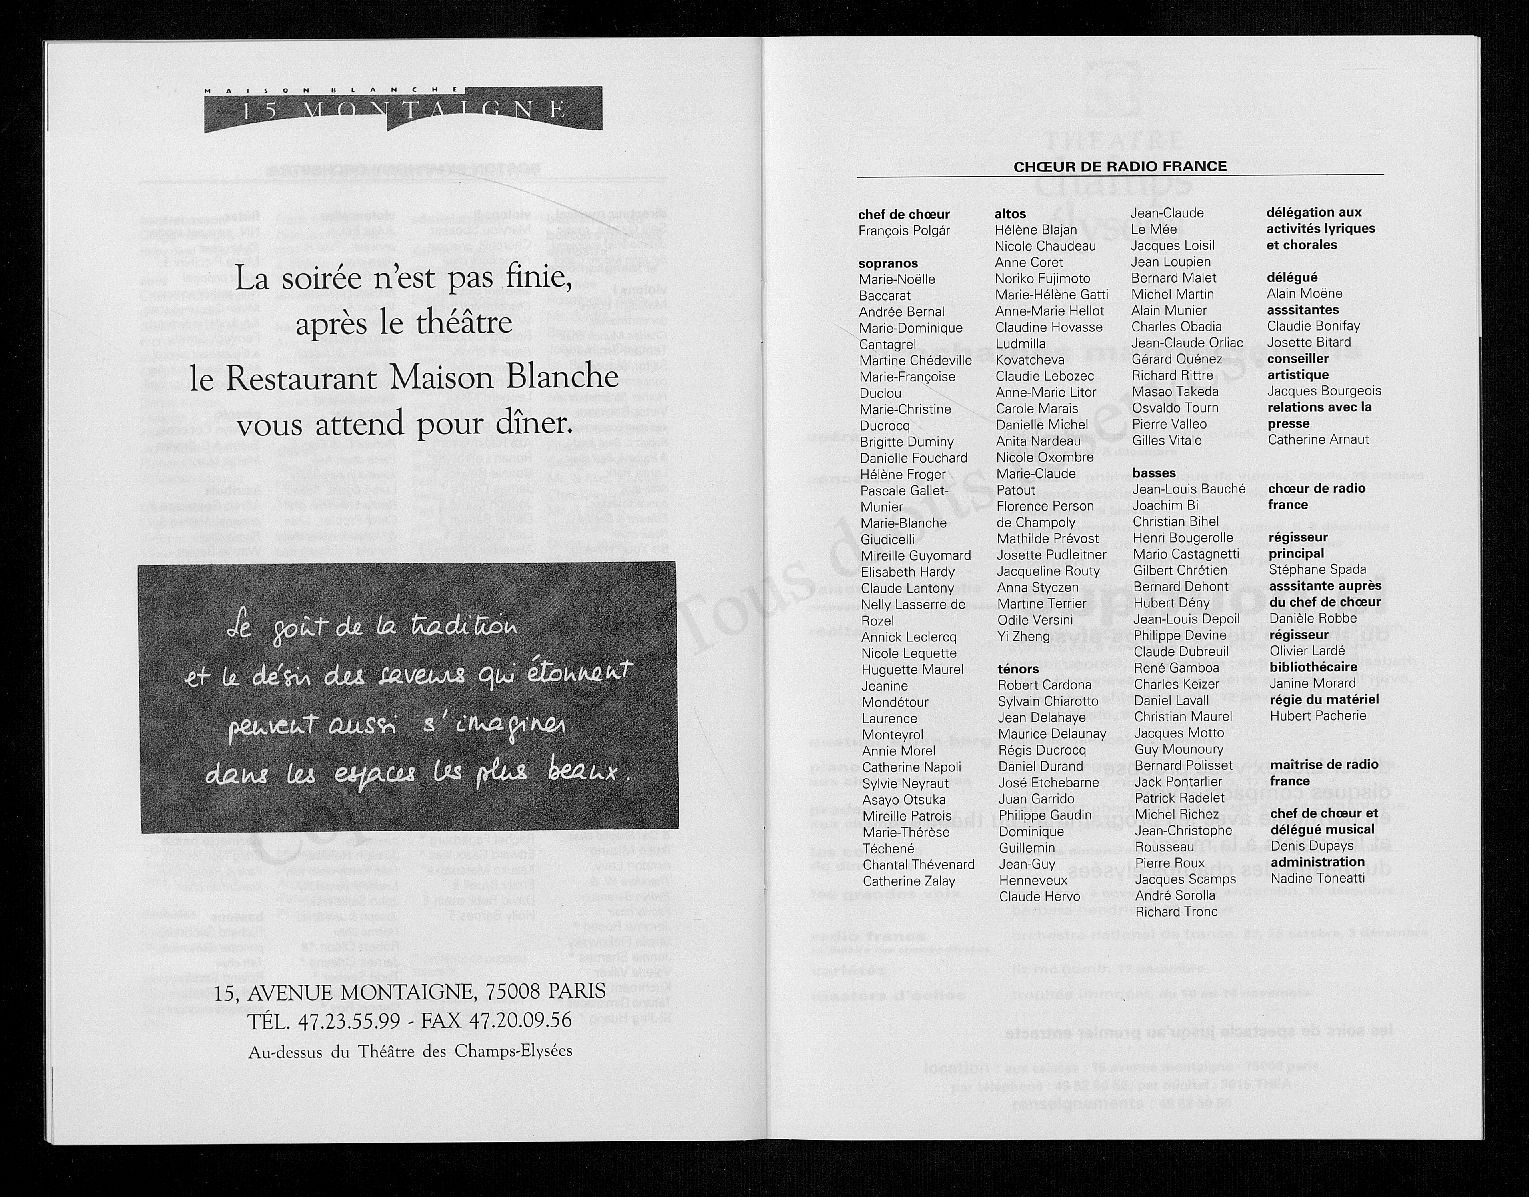 MAISON BLANCHE
15 MONTAIGNE
La soirée n'est pas finie,
après le théâtre
le Restaurant Maison Blanche
vous attend pour dîner.
Le goût de la tradition
et le désir des saveurs qui étonnent
peuvent aussi s'imaginer
dans les espaces les plus beaux.
15, AVENUE MONTAIGNE, 75008 PARIS
TÉL. 47.23.55.99 - FAX 47.20.09.56
Au-dessus du Théâtre des Champs-Elysées
CHŒUR DE RADIO FRANCE
chef de chœur
François Polgár
sopranos
Marie-Noëlle
Baccarat
Andrée Bernal
Marie-Dominique
Cantagrel
Martine Chédeville
Marie-Françoise
Duclou
Marie-Christine
Ducrocq
Brigitte Duminy
Danielle Fouchard
Hélène Froger
Pascale Gallet-
Munier
Marie-Blanche
Giudicelli
Mireille Guyomard
Elisabeth Hardy
Claude Lantony
Nelly Lasserre de
Rozel
Annick Leclercq
Nicole Lequette
Huguette Maurel
Jeanine
Mondétour
Laurence
Monteyrol
Annie Morel
Catherine Napoli
Sylvie Neyraut
Asayo Otsuka
Mireille Patrois
Marie-Thérèse
Téchené
Chantal Thévenard
Catherine Zalay
altos
Hélène Blajan
Nicole Chaudeau
Anne Coret
Noriko Fujimoto
Marie-Hélène Gatti
Anne-Marie Hellot
Claudine Hovasse
Ludmilla
Kovatcheva
Claudie Lebozec
Anne-Marie Litor
Carole Marais
Danielle Michel
Anita Nardeau
Nicole Oxombre
Marie-Claude
Patout
Florence Person
de Champoly
Mathilde Prévost
Josette Pudleitner
Jacqueline Routy
Anna Styczen
Martine Terrier
Odile Versini
Yi Zheng
ténors
Robert Cardona
Sylvain Chiarotto
Jean Delahaye
Maurice Delaunay
Régis Ducrocq
Daniel Durand
José Etchebarne
Juan Garrido
Philippe Gaudin
Dominique
Guillemin
Jean-Guy
Henneveux
Claude Hervo
Jean-Claude
Le Mée
Jacques Loisil
Jean Loupien
Bernard Malet
Michel Martin
Alain Munier
Charles Obadia
Jean-Claude Orliac
Gérard Quénez
Richard Rittre
Masao Takeda
Osvaldo Tourn
Pierre Valleo
Gilles Vitale
basses
Jean-Louis Bauché
Joachim Bi
Christian Bihel
Henri Bougerolle
Mario Castagnetti
Gilbert Chrétien
Bernard Dehont
Hubert Dény
Jean-Louis Depoil
Philippe Devine
Claude Dubreuil
René Gamboa
Charles Keizer
Daniel Lavall
Christian Maurel
Jacques Motto
Guy Mounoury
Bernard Polisset
Jack Pontarlier
Patrick Radelet
Michel Richez
Jean-Christophe
Rousseau
Pierre Roux
Jacques Scamps
André Sorolla
Richard Tronc
délégation aux
activités lyriques
et chorales
délégué
Alain Moëne
asssitantes
Claudie Bonifay
Josette Bitard
conseiller
artistique
Jacques Bourgeois
relations avec la
presse
Catherine Arnaut
chœur de radio
france
régisseur
principal
Stéphane Spada
asssitante auprès
du chef de chœur
Danièle Robbe
régisseur
Olivier Lardé
bibliothécaire
Janine Morard
régie du matériel
Hubert Pacherie
maîtrise de radio
france
chef de chœur et
délégué musical
Denis Dupays
administration
Nadine Toneatti